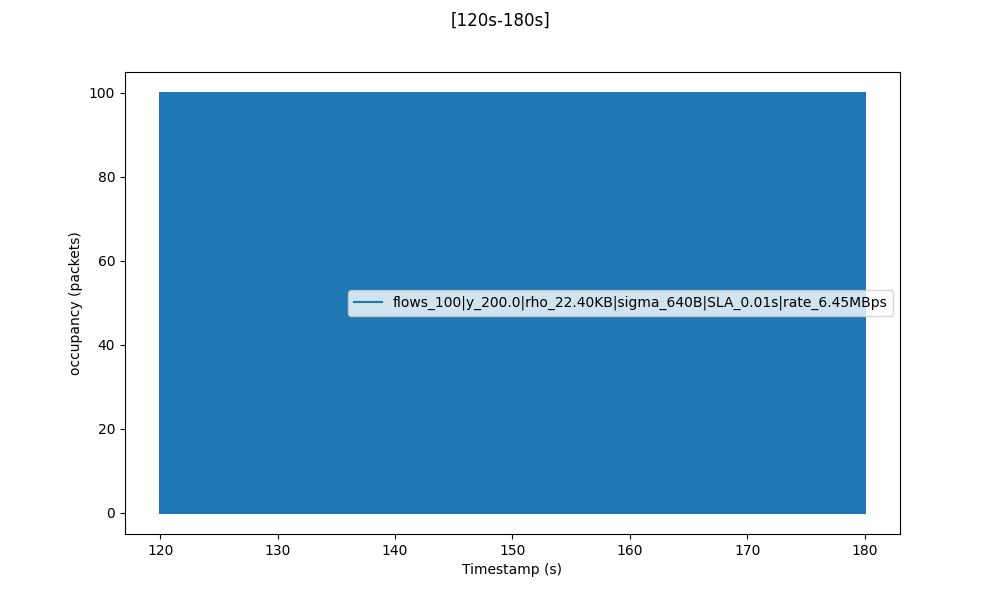 [120s-180s]
100
80
60
40
20
0
occupancy (packets)
flows_100|y_200.0|rho_22.40KB|sigma_640B|SLA_0.01s|rate_6.45MBps
120 130 140 150 160 170 180
Timestamp (s)